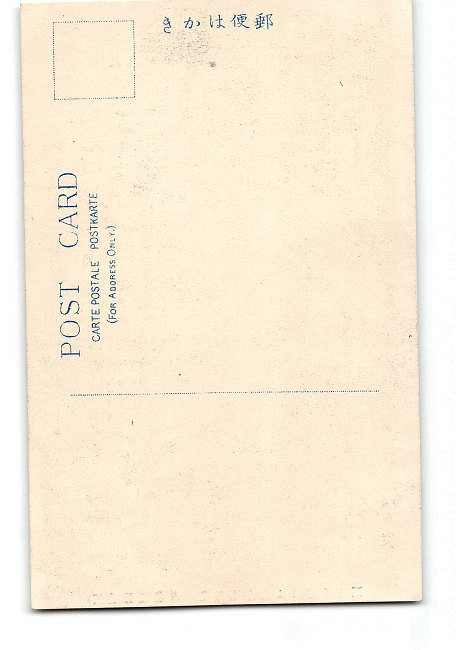 郵便はかき
POST CARD
CARTE POSTALE POSTKARTE
(FOR ADDRESS ONLY.)